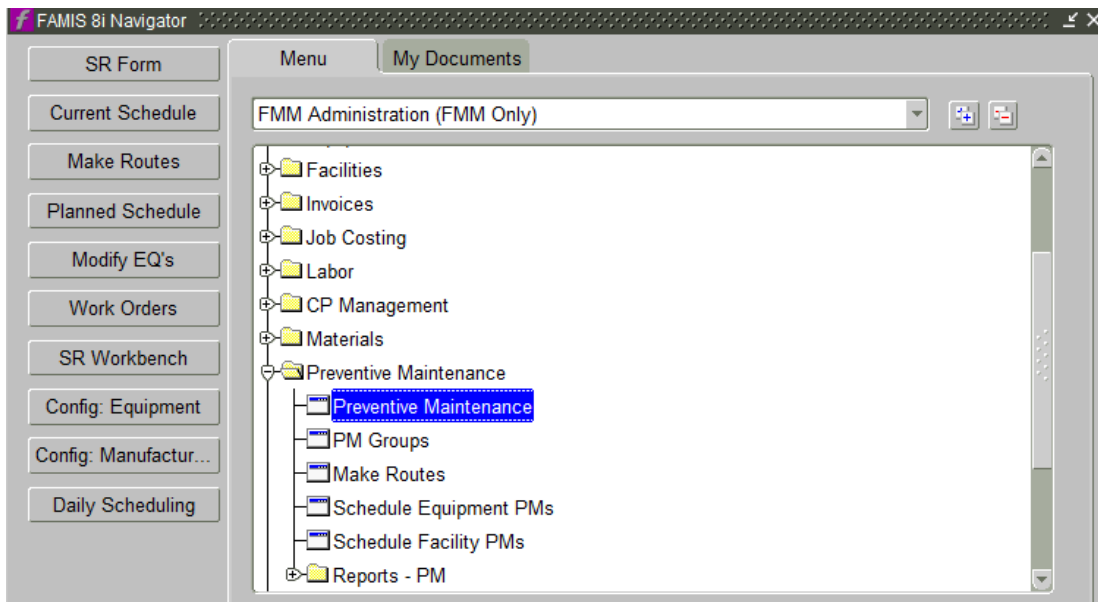 FAMIS 8i Navigator
SR Form
Current Schedule
Make Routes
Planned Schedule
Modify EQ's
Work Orders
SR Workbench
Config: Equipment
Config: Manufactur...
Daily Scheduling
Menu
My Documents
FMM Administration (FMM Only)
Facilities
Invoices
Job Costing
Labor
CP Management
Materials
Preventive Maintenance
Preventive Maintenance
PM Groups
Make Routes
Schedule Equipment PMs
Schedule Facility PMs
Reports - PM